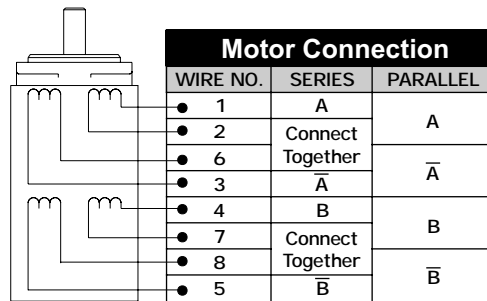 Motor Connection
WIRE NO. SERIES PARALLEL
1 A
A
2 Connect
6 Together
A̅
3 A̅
4 B
B
7 Connect
8 Together
B̅
5 B̅